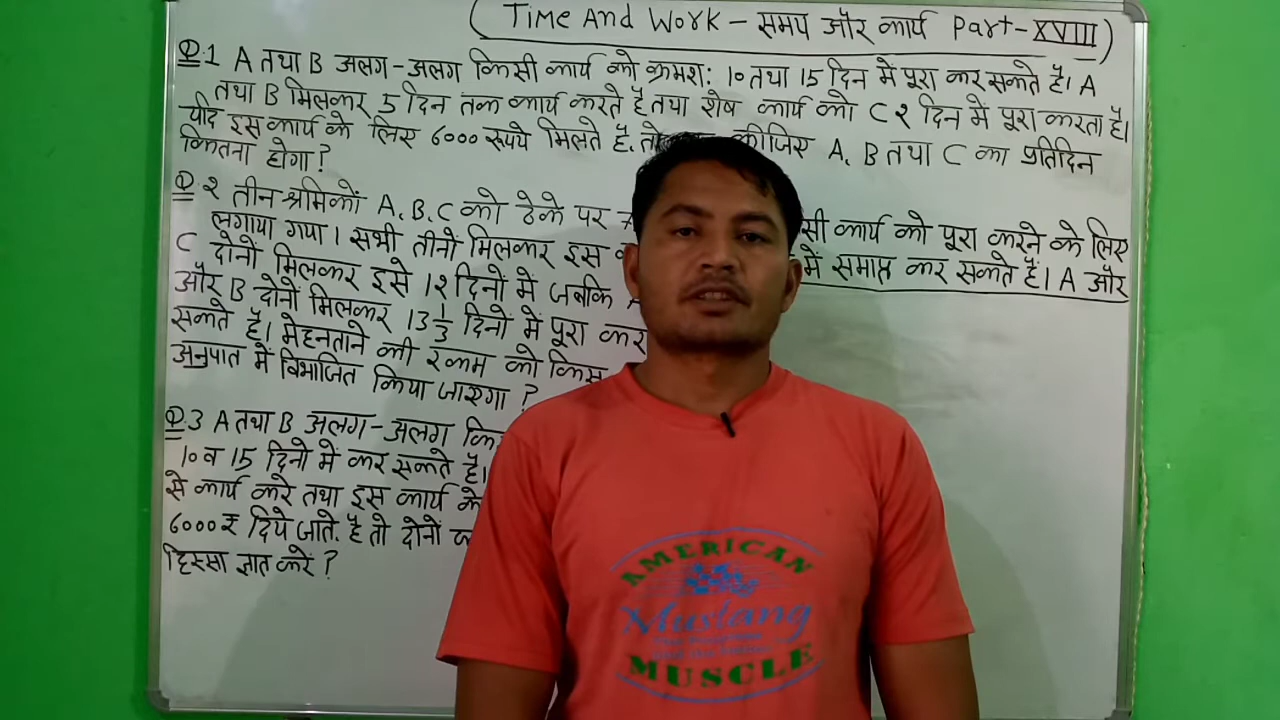 (Time And Work - समय और कार्य Part-XVIII)
Q1 A तथा B अलग-अलग किसी कार्य को क्रमश: 10 तथा 15 दिन में पूरा कर सकते है। A
तथा B मिलकर 5 दिन तक कार्य करते है तथा शेष कार्य को C २ दिन में पूरा करता है।
यदि इस कार्य के लिए 6000 रूपये मिलते है, तो कीजिए A, B तथा C का प्रतिदिन
कितना होगा?
Q २ तीन श्रमिकों A, B, C को ठेके पर सी कार्य को पूरा करने के लिए
लगाया गया। सभी तीनों मिलकर इस में समाप्त कर सकते हैं। A और
C दोनों मिलकर इसे 1२ दिनों में जबकि
और B दोनों मिलकर 13 1/3 दिनों में पूरा कर
सकते है। मेहनताने की रकम को किस
अनुपात में विभाजित किया जाएगा?
Q3 A तथा B अलग-अलग कि
10 व 15 दिनों में कर सकते है।
से कार्य करे तथा इस कार्य के
6000 ₹ दिये जाते. है तो दोनों
हिस्सा ज्ञात करें?
AMERICAN
Mustang
MUSCLE